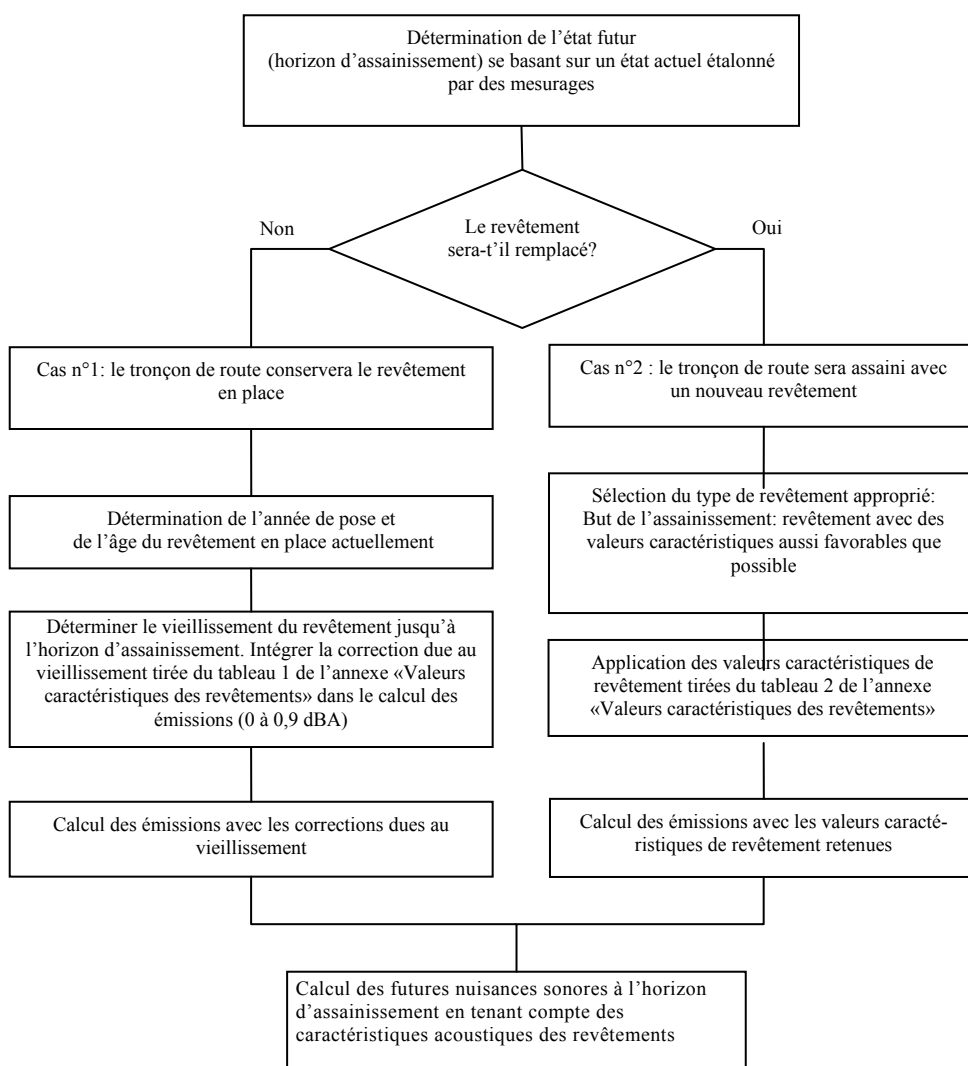 Détermination de l’état futur
(horizon d’assainissement) se basant sur un état actuel étalonné
par des mesurages
Le revêtement
sera-t’il remplacé?
Non
Oui
Cas n°1: le tronçon de route conservera le revêtement
en place
Détermination de l’année de pose et
de l’âge du revêtement en place actuellement
Déterminer le vieillissement du revêtement jusqu’à
l’horizon d’assainissement. Intégrer la correction due au
vieillissement tirée du tableau 1 de l’annexe «Valeurs
caractéristiques des revêtements» dans le calcul des
émissions (0 à 0,9 dBA)
Calcul des émissions avec les corrections dues au
vieillissement
Cas n°2 : le tronçon de route sera assaini avec
un nouveau revêtement
Sélection du type de revêtement approprié:
But de l’assainissement: revêtement avec des
valeurs caractéristiques aussi favorables que
possible
Application des valeurs caractéristiques de
revêtement tirées du tableau 2 de l’annexe
«Valeurs caractéristiques des revêtements»
Calcul des émissions avec les valeurs caracté-
ristiques de revêtement retenues
Calcul des futures nuisances sonores à l’horizon
d’assainissement en tenant compte des
caractéristiques acoustiques des revêtements